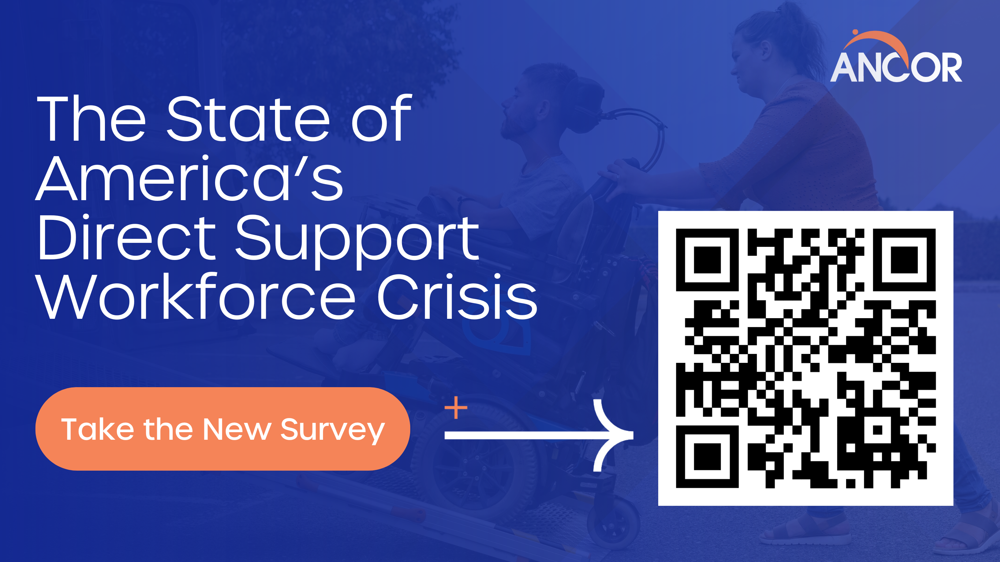 ANCOR
The State of
America's
Direct Support
Workforce Crisis
Take the New Survey